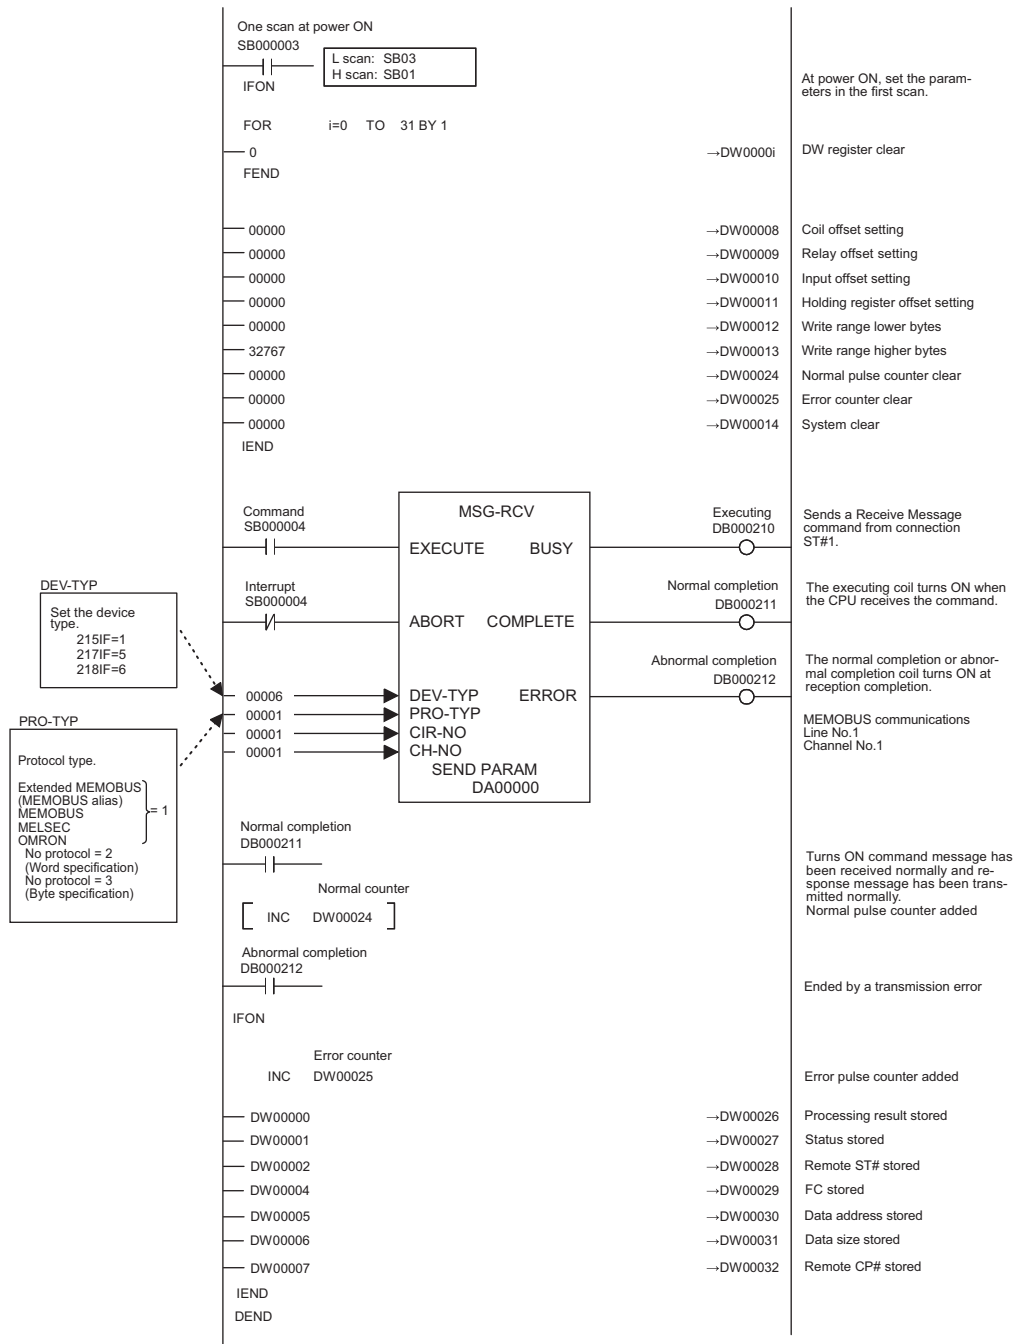 One scan at power ON
SB000003
L scan: SB03
H scan: SB01
IFON
At power ON, set the param-
eters in the first scan.
FOR i=0 TO 31 BY 1
0 →DW0000i DW register clear
FEND
00000 →DW00008 Coil offset setting
00000 →DW00009 Relay offset setting
00000 →DW00010 Input offset setting
00000 →DW00011 Holding register offset setting
00000 →DW00012 Write range lower bytes
32767 →DW00013 Write range higher bytes
00000 →DW00024 Normal pulse counter clear
00000 →DW00025 Error counter clear
00000 →DW00014 System clear
IEND
Command
SB000004
MSG-RCV
EXECUTE BUSY
Executing
DB000210
Sends a Receive Message
command from connection
ST#1.
Interrupt
SB000004
ABORT COMPLETE
Normal completion
DB000211
The executing coil turns ON when
the CPU receives the command.
DEV-TYP
Set the device
type.
215IF=1
217IF=5
218IF=6
Abnormal completion
DB000212
The normal completion or abnor-
mal completion coil turns ON at
reception completion.
00006 DEV-TYP ERROR
00001 PRO-TYP
00001 CIR-NO
00001 CH-NO
SEND PARAM
DA00000
MEMOBUS communications
Line No.1
Channel No.1
PRO-TYP
Protocol type.
Extended MEMOBUS
(MEMOBUS alias)
MEMOBUS
MELSEC
OMRON
= 1
No protocol = 2
(Word specification)
No protocol = 3
(Byte specification)
Normal completion
DB000211
Turns ON command message has
been received normally and re-
sponse message has been trans-
mitted normally.
Normal pulse counter added
Normal counter
[ INC DW00024 ]
Abnormal completion
DB000212
Ended by a transmission error
IFON
Error counter
INC DW00025 Error pulse counter added
DW00000 →DW00026 Processing result stored
DW00001 →DW00027 Status stored
DW00002 →DW00028 Remote ST# stored
DW00004 →DW00029 FC stored
DW00005 →DW00030 Data address stored
DW00006 →DW00031 Data size stored
DW00007 →DW00032 Remote CP# stored
IEND
DEND